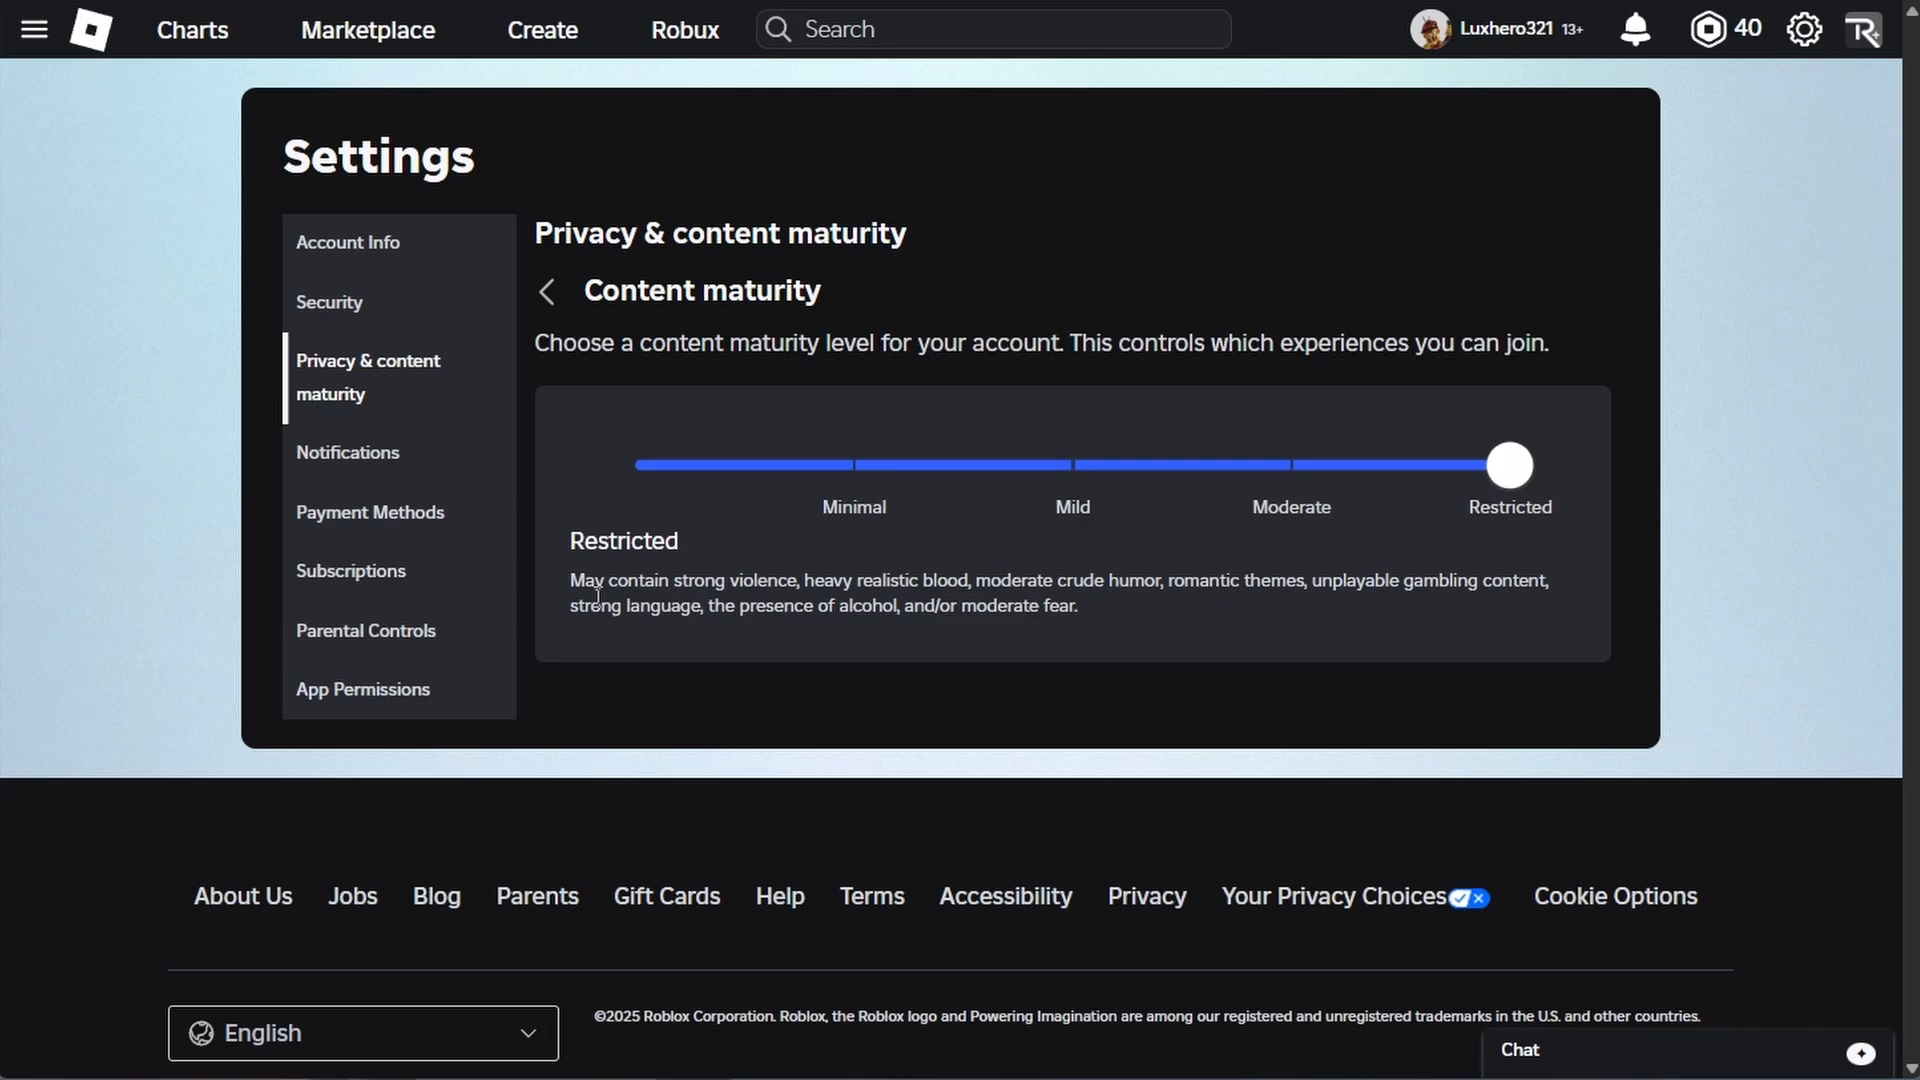 Charts
Marketplace
Create
Robux
Search
Luxhero321 13+
40
Settings
Account Info
Security
Privacy & content
maturity
Notifications
Payment Methods
Subscriptions
Parental Controls
App Permissions
Privacy & content maturity
Content maturity
Choose a content maturity level for your account. This controls which experiences you can join.
Minimal
Mild
Moderate
Restricted
Restricted
May contain strong violence, heavy realistic blood, moderate crude humor, romantic themes, unplayable gambling content,
strong language, the presence of alcohol, and/or moderate fear.
About Us
Jobs
Blog
Parents
Gift Cards
Help
Terms
Accessibility
Privacy
Your Privacy Choices
Cookie Options
English
©2025 Roblox Corporation. Roblox, the Roblox logo and Powering Imagination are among our registered and unregistered trademarks in the U.S. and other countries.
Chat